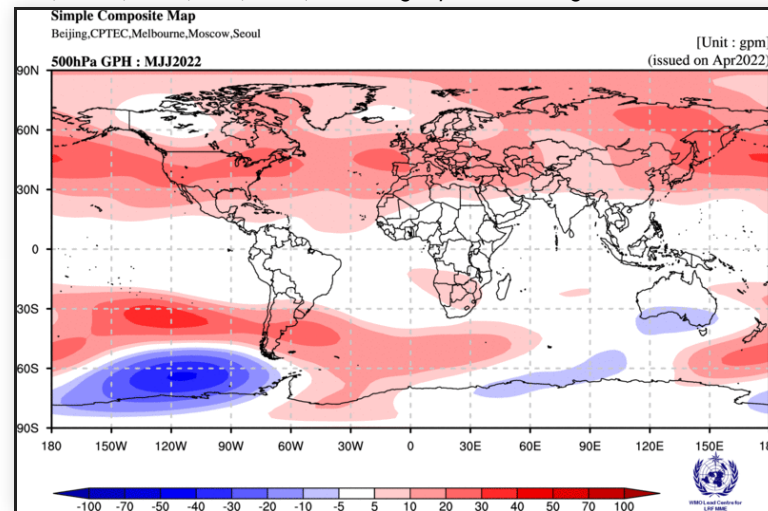 Simple Composite Map
Beijing,CPTEC,Melbourne,Moscow,Seoul
[Unit : gpm]
500hPa GPH : MJJ2022
(issued on Apr2022)
90N
60N
30N
0
30S
60S
90S
180 150W 120W 90W 60W 30W 0 30E 60E 90E 120E 150E 18
-100 -70 -50 -40 -30 -20 -10 -5 5 10 20 30 40 50 70 100
WMO Lead Centre for
LRF MME